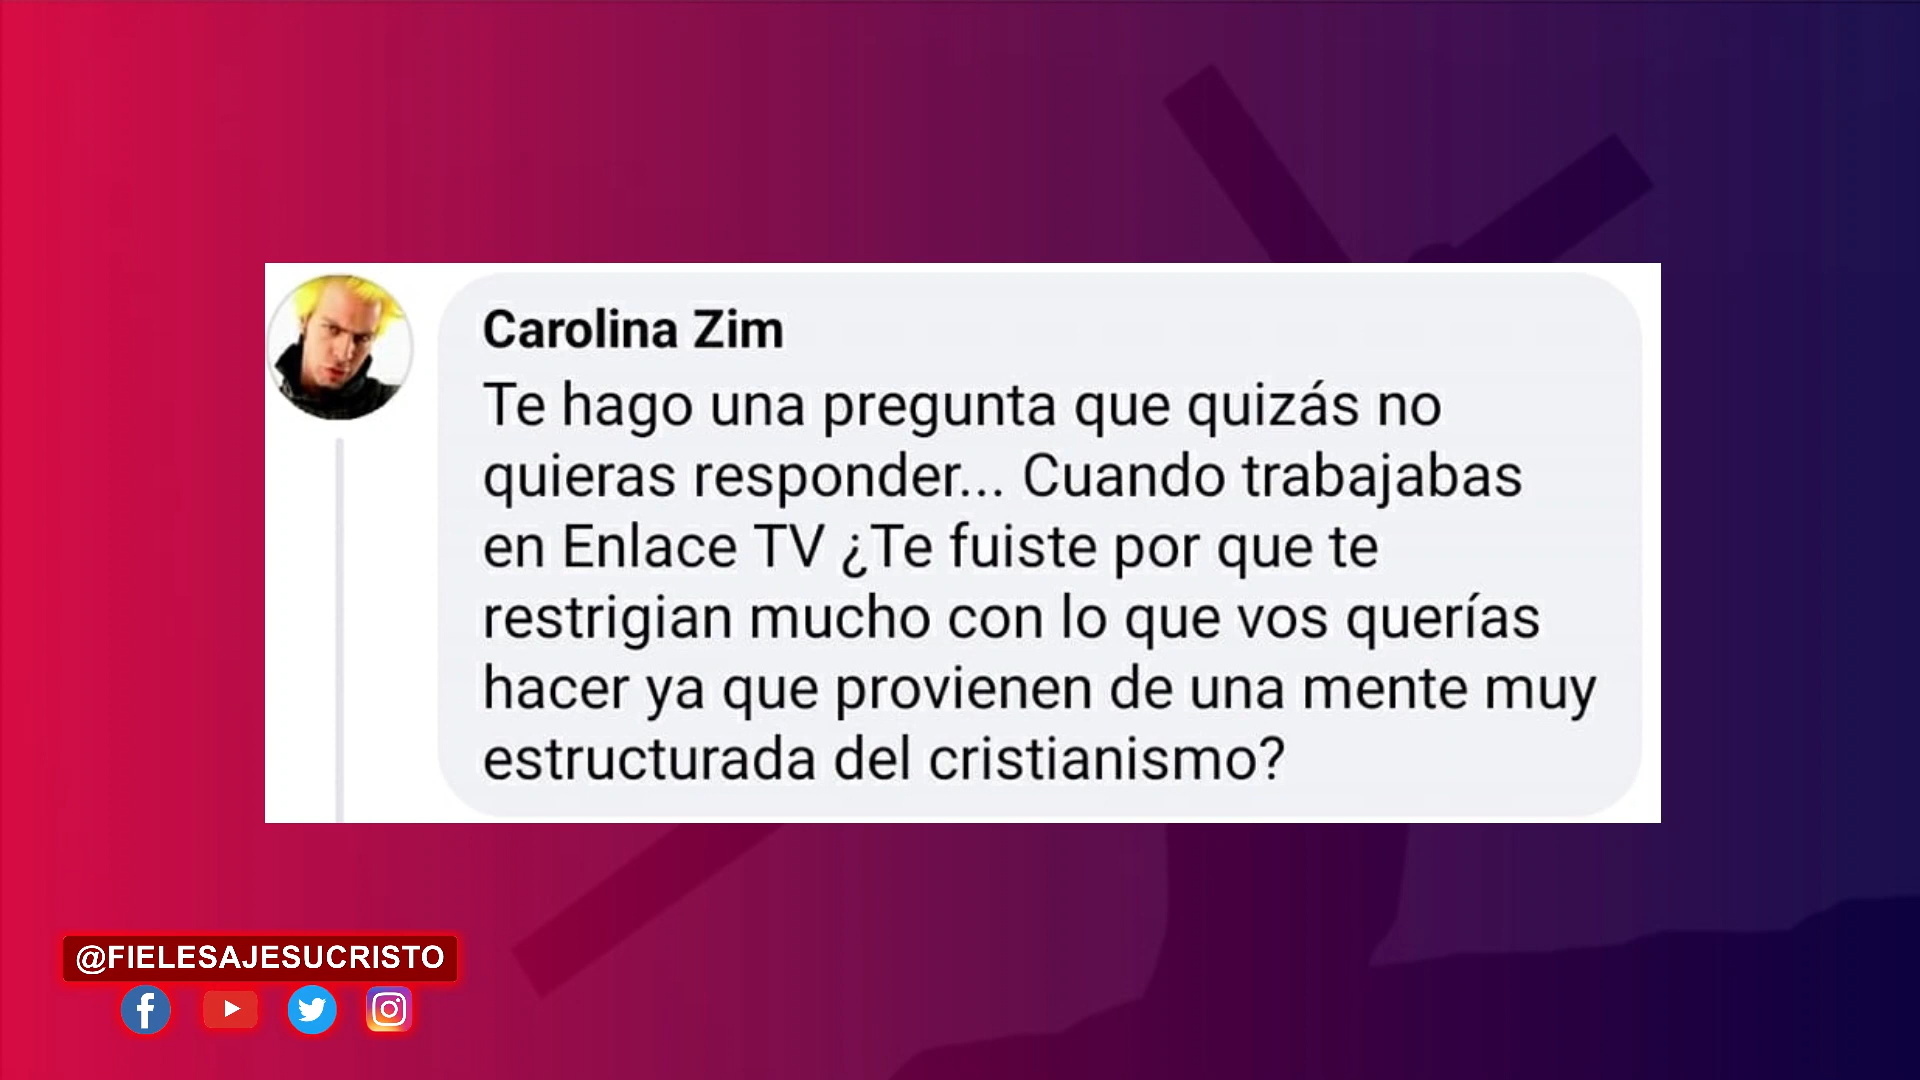 Carolina Zim
Te hago una pregunta que quizás no
quieras responder... Cuando trabajabas
en Enlace TV ¿Te fuiste por que te
restrigian mucho con lo que vos querías
hacer ya que provienen de una mente muy
estructurada del cristianismo?
@FIELESAJESUCRISTO